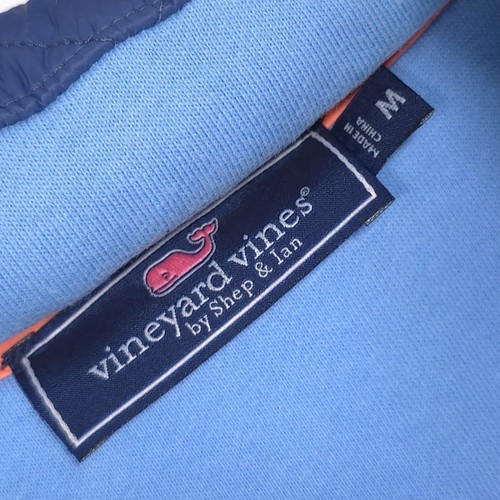 M
MADE IN
CHINA
vineyard vines®
by Shep & Ian